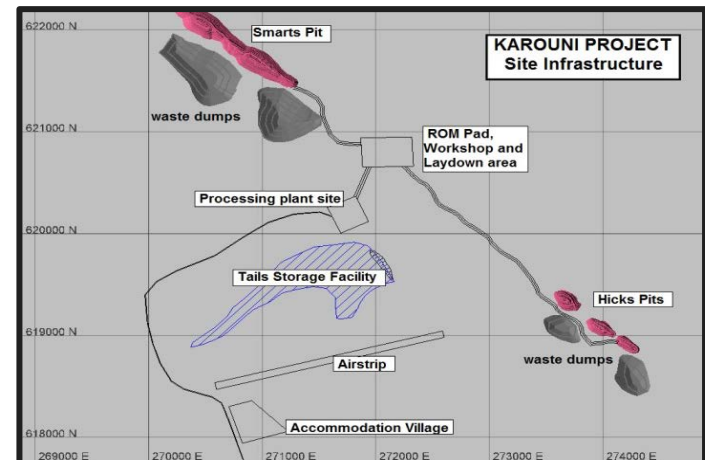 622000 N
Smarts Pit
KAROUNI PROJECT
Site Infrastructure
waste dumps
621000 N
ROM Pad,
Workshop and
Laydown area
Processing plant site
620000 N
Tails Storage Facility
Hicks Pits
619000 N
waste dumps
Airstrip
Accommodation Village
618000 N
269000 E
270000 E
271000 E
272000 E
273000 E
274000 E